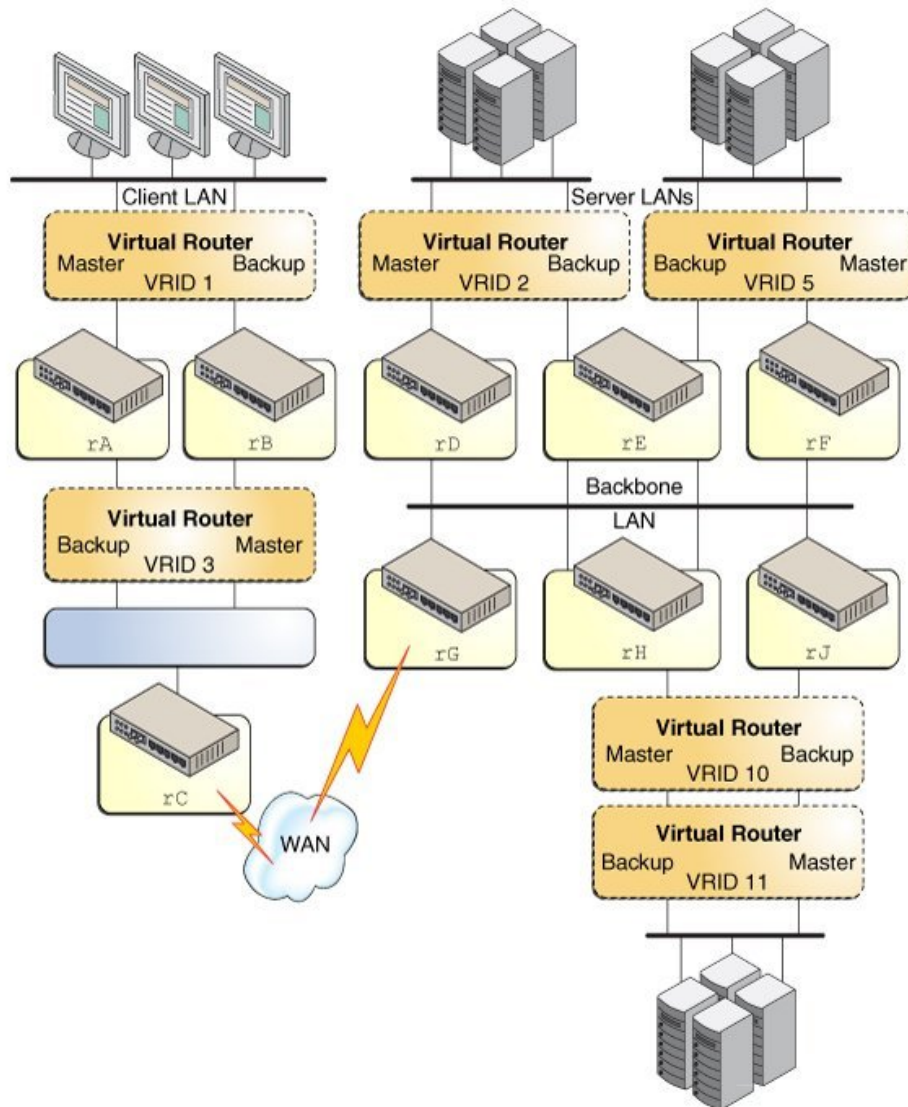 Client LAN
Server LANs
Virtual Router
Master Backup
VRID 1
Virtual Router
Master Backup
VRID 2
Virtual Router
Backup Master
VRID 5
rA
rB
rD
rE
rF
Backbone
LAN
Virtual Router
Backup Master
VRID 3
rG
rH
rJ
rC
WAN
Virtual Router
Master Backup
VRID 10
Virtual Router
Backup Master
VRID 11